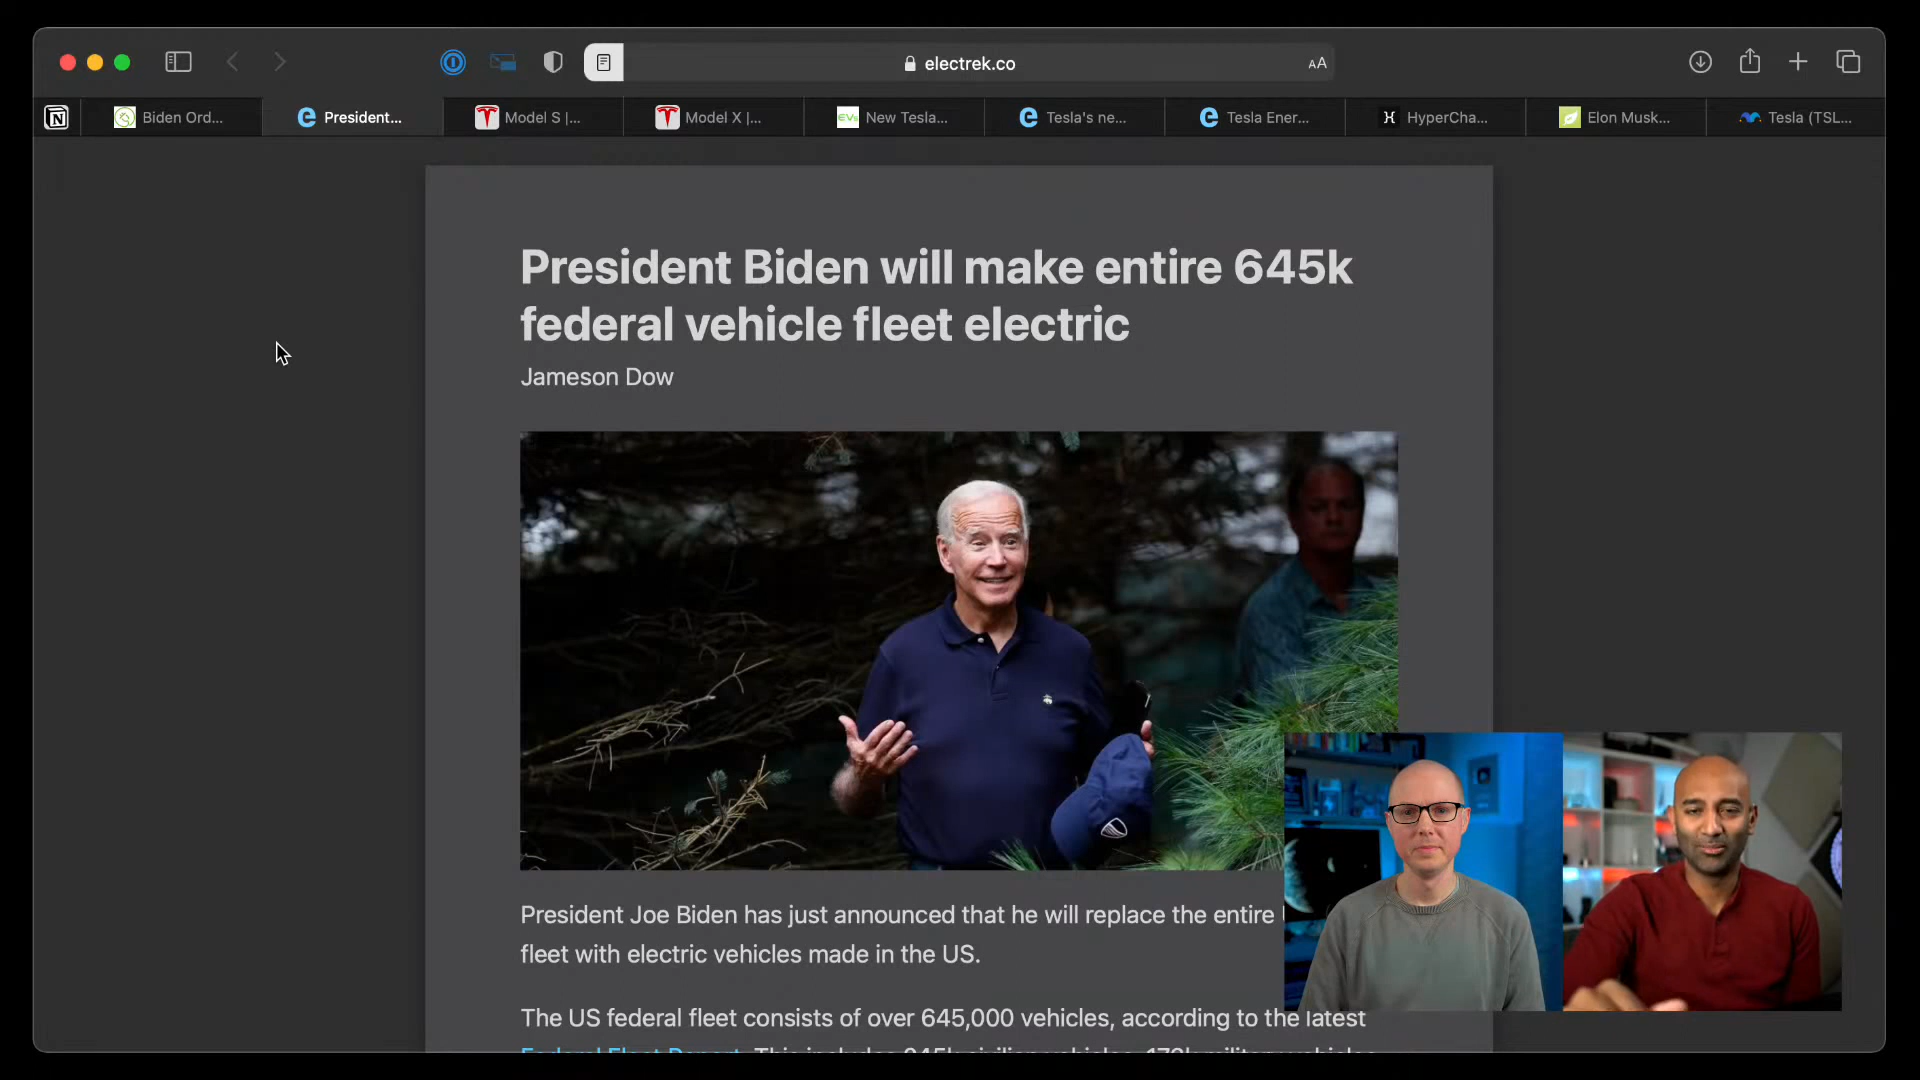 electrek.co
AA
Biden Ord...
President...
Model S |...
Model X |...
New Tesla...
Tesla's ne...
Tesla Ener...
HyperCha...
Elon Musk...
Tesla (TSL...
President Biden will make entire 645k
federal vehicle fleet electric
Jameson Dow
President Joe Biden has just announced that he will replace the entire
fleet with electric vehicles made in the US.
The US federal fleet consists of over 645,000 vehicles, according to the latest